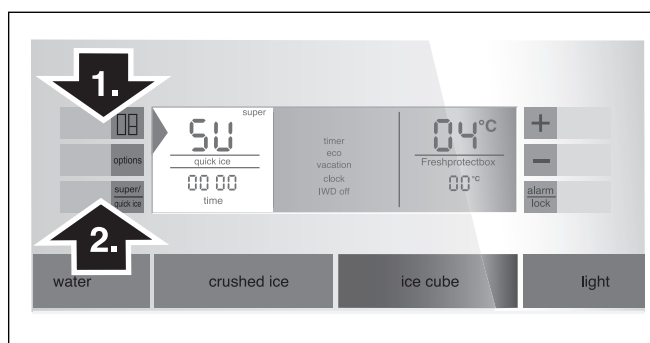 1.
super
SU
quick ice
00 00
time
timer
eco
vacation
clock
IWD off
04°C
Freshprotectbox
00°C
options
super/
quick ice
+
−
alarm
lock
2.
water
crushed ice
ice cube
light